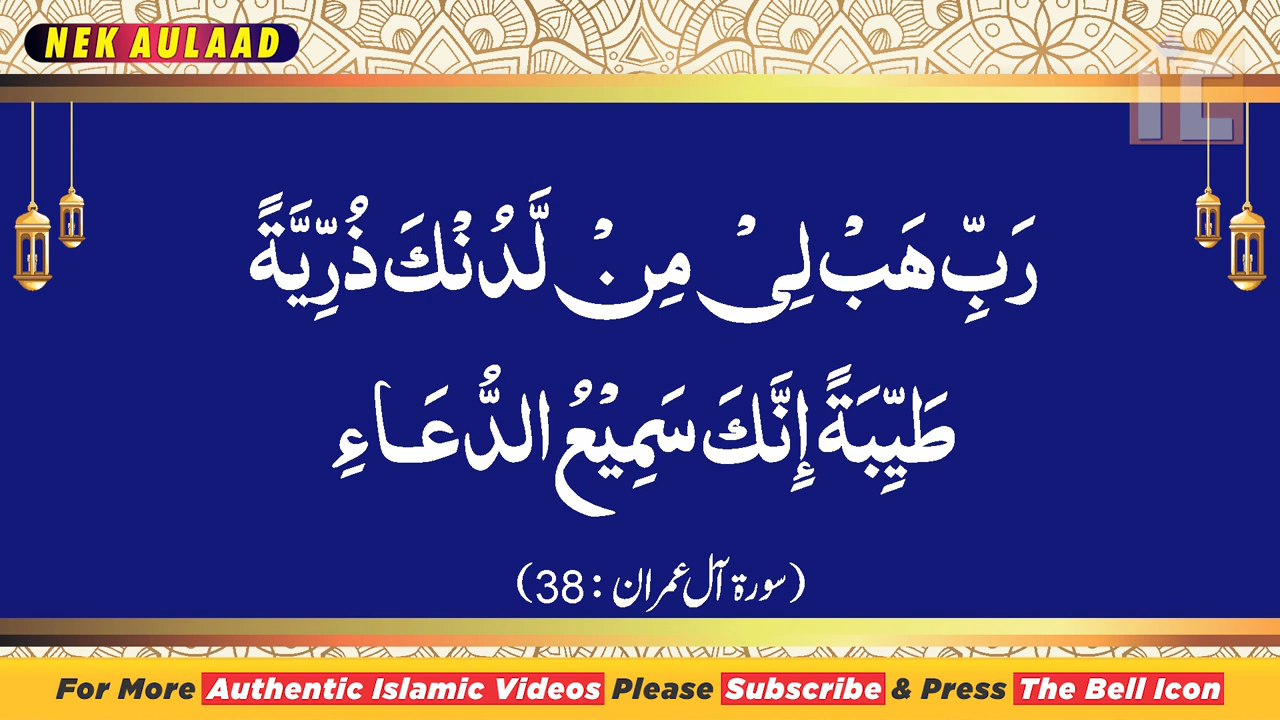 NEK AULAAD
iC
رَبِّ هَبْ لِیْ مِنْ لَّدُنْكَ ذُرِّیَّةً
طَیِّبَةً إِنَّكَ سَمِیْعُ الدُّعَاءِ
(سورۃ آل عمران : 38)
For More Authentic Islamic Videos Please Subscribe & Press The Bell Icon